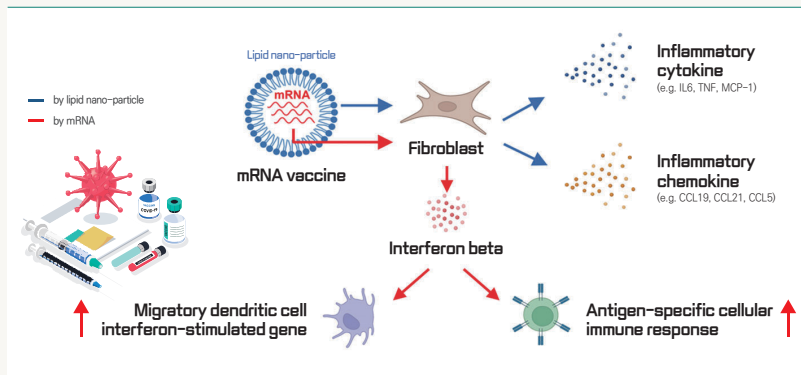 Lipid nano-particle
mRNA
mRNA vaccine
by lipid nano-particle
by mRNA
Fibroblast
Inflammatory
cytokine
(e.g. IL6, TNF, MCP-1)
Inflammatory
chemokine
(e.g. CCL19, CCL21, CCL5)
COVID-19
Interferon beta
Migratory dendritic cell
interferon-stimulated gene
Antigen-specific cellular
immune response